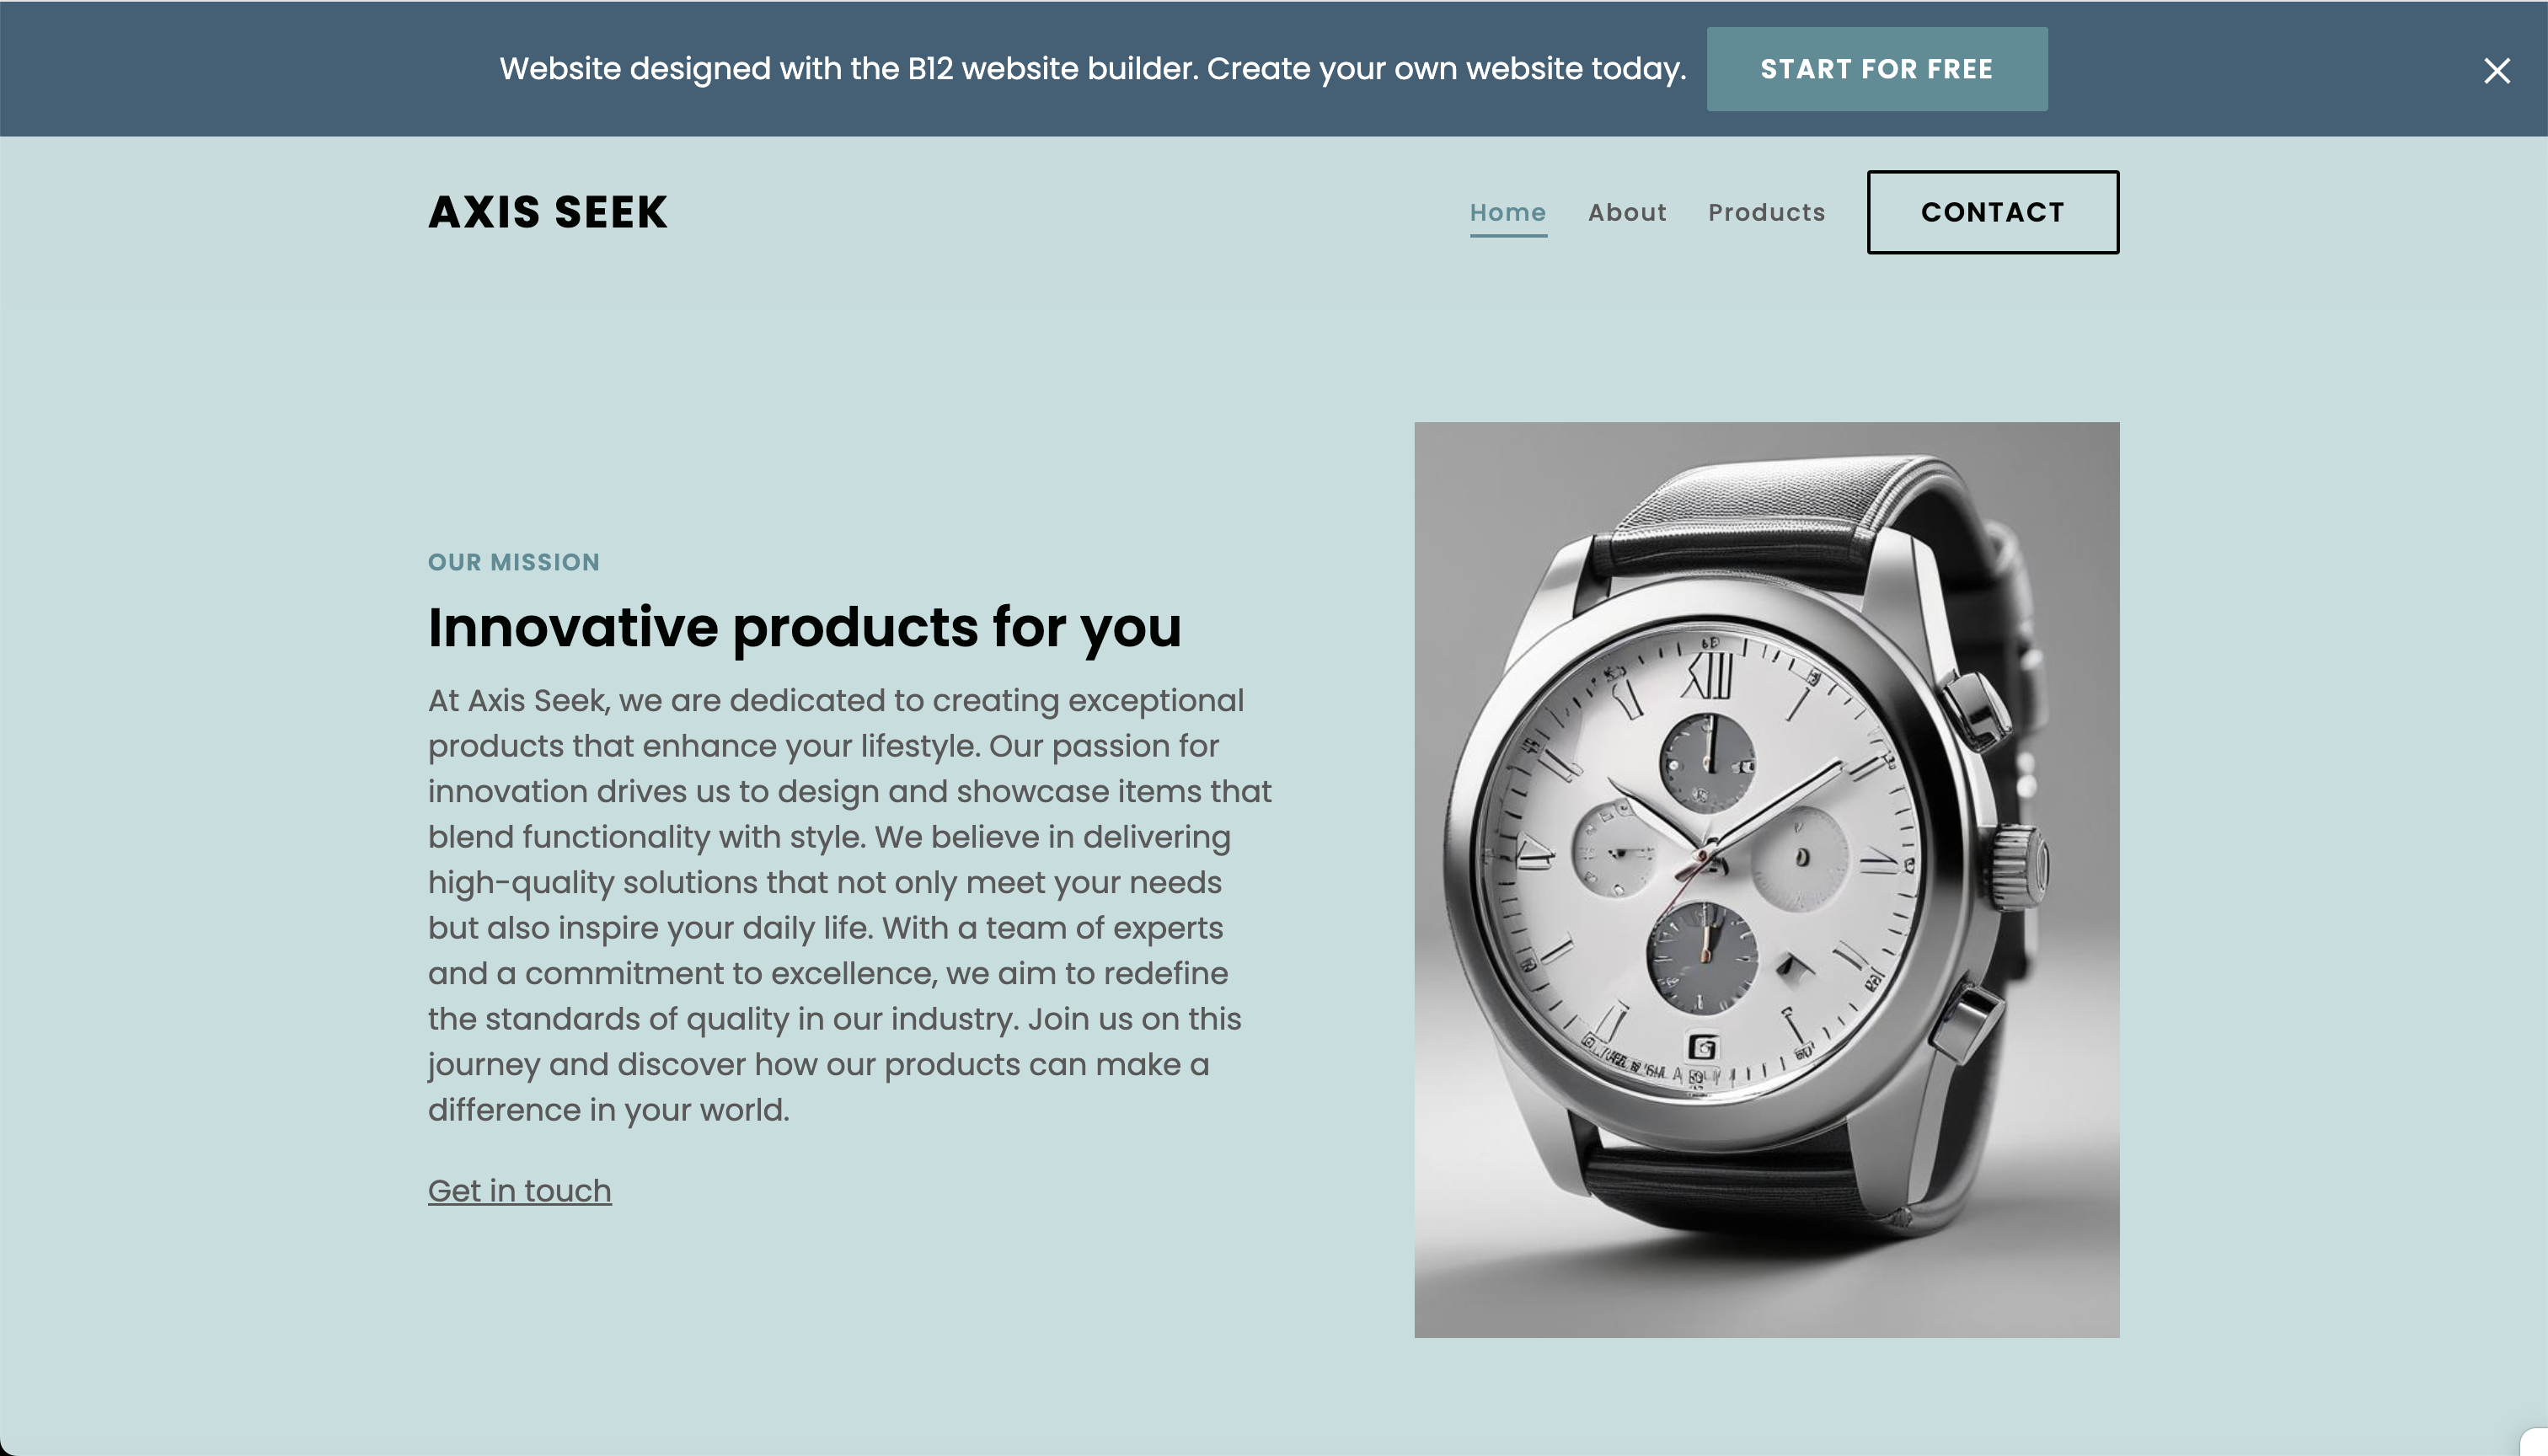 Website designed with the B12 website builder. Create your own website today.
START FOR FREE
AXIS SEEK
Home
About
Products
CONTACT
OUR MISSION
Innovative products for you
At Axis Seek, we are dedicated to creating exceptional
products that enhance your lifestyle. Our passion for
innovation drives us to design and showcase items that
blend functionality with style. We believe in delivering
high-quality solutions that not only meet your needs
but also inspire your daily life. With a team of experts
and a commitment to excellence, we aim to redefine
the standards of quality in our industry. Join us on this
journey and discover how our products can make a
difference in your world.
Get in touch